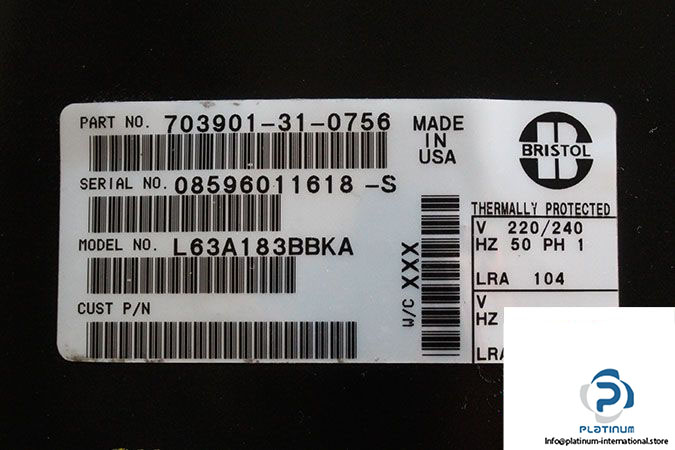 PART NO. 703901-31-0756
SERIAL NO. 08596011618 -S
MODEL NO. L63A183BBKA
CUST P/N
MADE
IN
USA
W/C XXX
BRISTOL
THERMALLY PROTECTED
V 220/240
HZ 50 PH 1
LRA 104
V
HZ
LRA
PLATINUM
Info@platinum-international.store